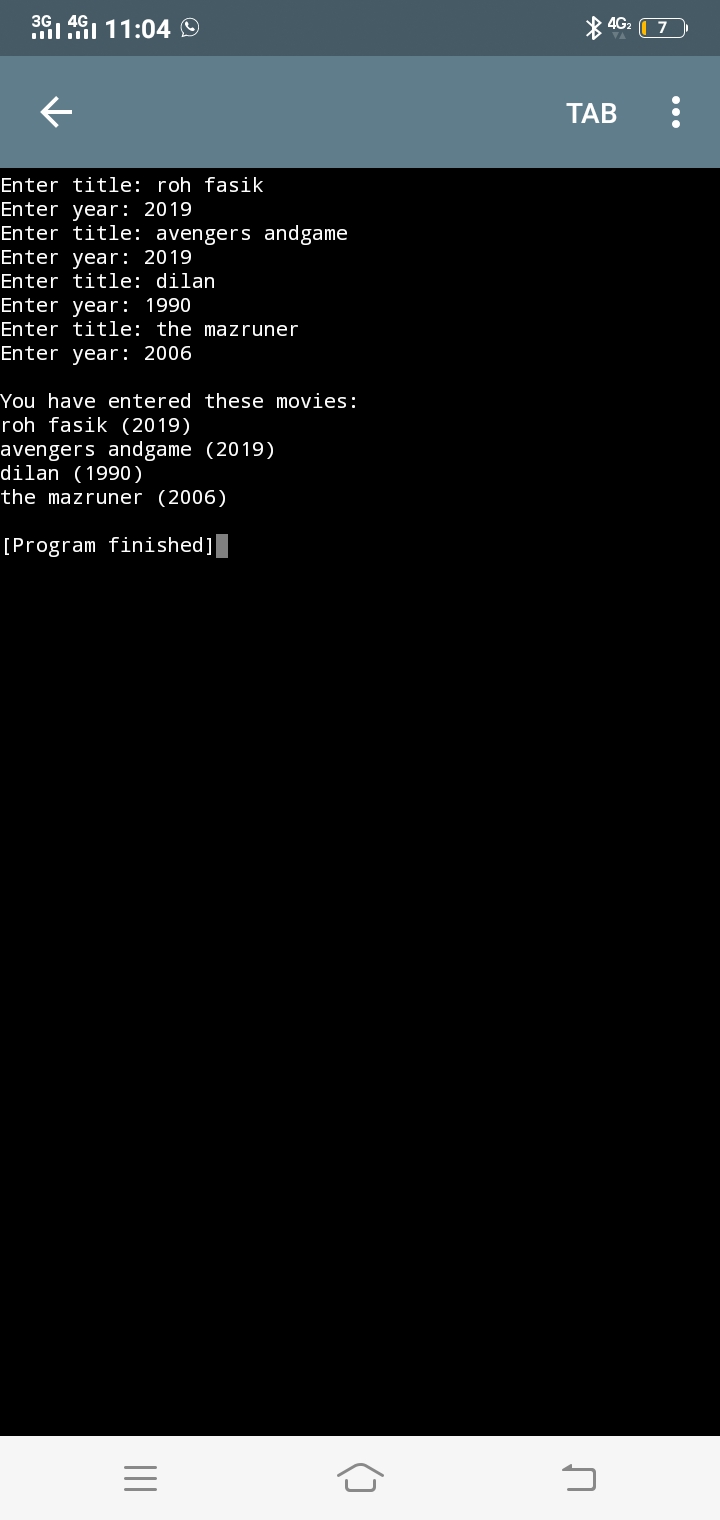 3G 4G 11:04 4G2 7
TAB
Enter title: roh fasik
Enter year: 2019
Enter title: avengers andgame
Enter year: 2019
Enter title: dilan
Enter year: 1990
Enter title: the mazruner
Enter year: 2006
You have entered these movies:
roh fasik (2019)
avengers andgame (2019)
dilan (1990)
the mazruner (2006)
[Program finished]